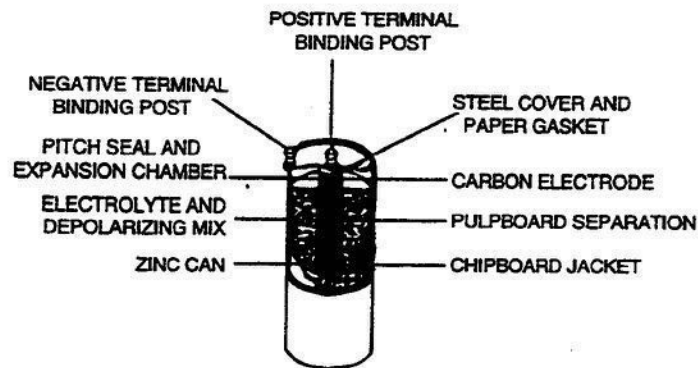 POSITIVE TERMINAL
BINDING POST
NEGATIVE TERMINAL
BINDING POST
STEEL COVER AND
PAPER GASKET
PITCH SEAL AND
EXPANSION CHAMBER
CARBON ELECTRODE
ELECTROLYTE AND
DEPOLARIZING MIX
PULPBOARD SEPARATION
ZINC CAN
CHIPBOARD JACKET